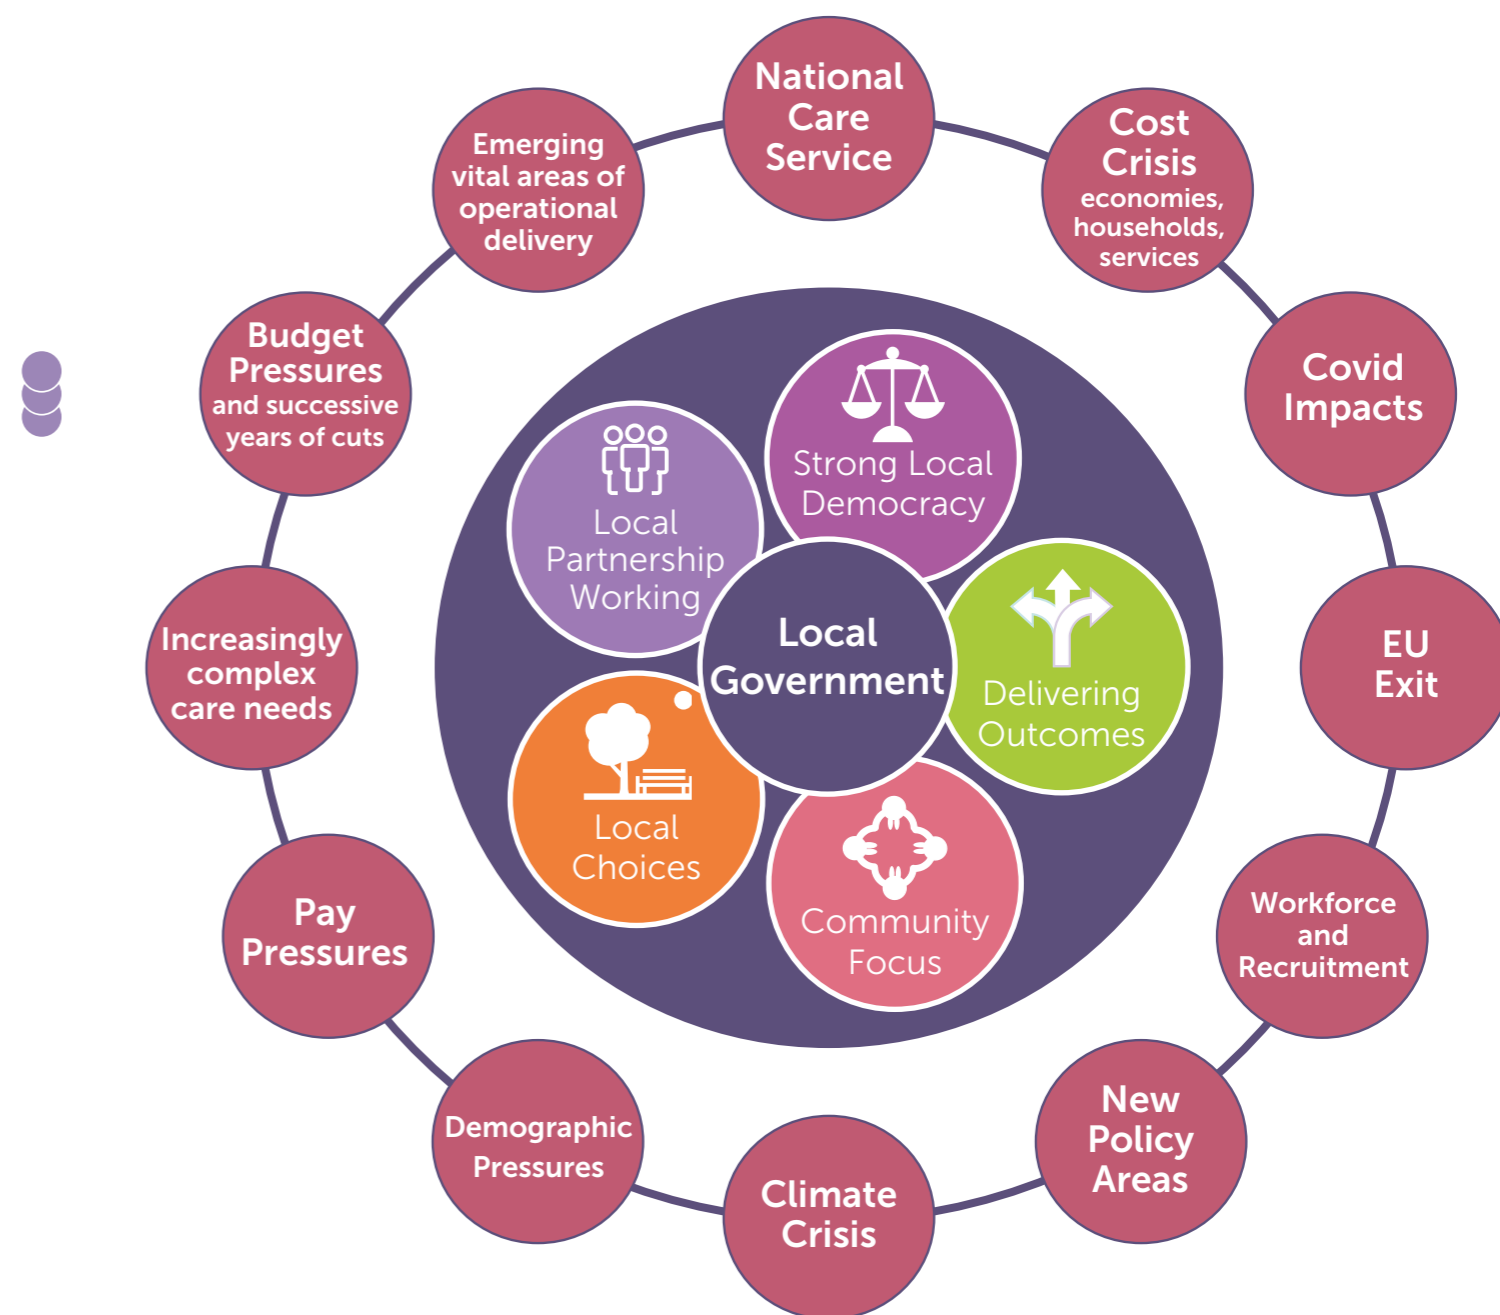 National
Care
Service
Cost
Crisis
economies,
households,
services
Covid
Impacts
EU
Exit
Workforce
and
Recruitment
New
Policy
Areas
Climate
Crisis
Demographic
Pressures
Pay
Pressures
Increasingly
complex
care needs
Budget
Pressures
and successive
years of cuts
Emerging
vital areas of
operational
delivery
Strong Local
Democracy
Delivering
Outcomes
Community
Focus
Local
Choices
Local
Partnership
Working
Local
Government